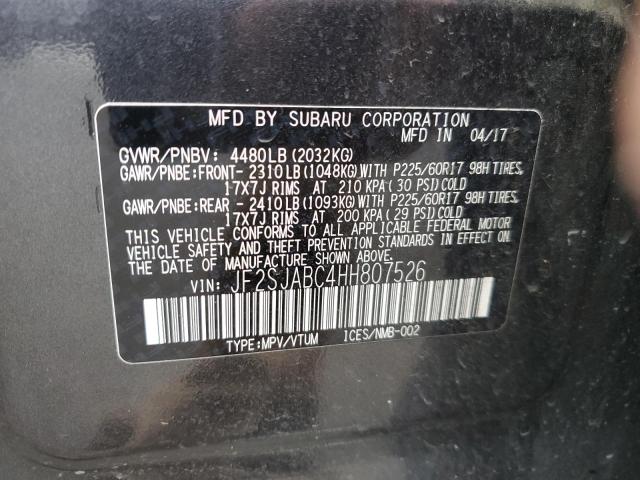 MFD BY SUBARU CORPORATION
MFD IN 04/17
GVWR/PNBV: 4480LB(2032KG)
GAWR/PNBE:FRONT- 2310LB(1048KG)WITH P225/60R17 98H TIRES,
17X7J RIMS AT 210 KPA(30 PSI)COLD
GAWR/PNBE:REAR - 2410LB(1093KG)WITH P225/60R17 98H TIRES,
17X7J RIMS AT 200 KPA(29 PSI)COLD
THIS VEHICLE CONFORMS TO ALL APPLICABLE FEDERAL MOTOR
VEHICLE SAFETY AND THEFT PREVENTION STANDARDS IN EFFECT
ON THE DATE OF MANUFACTURE SHOWN ABOVE.
VIN: JF2SJABC4HH807526
TYPE:MPV/VTUM ICES/NMB-002